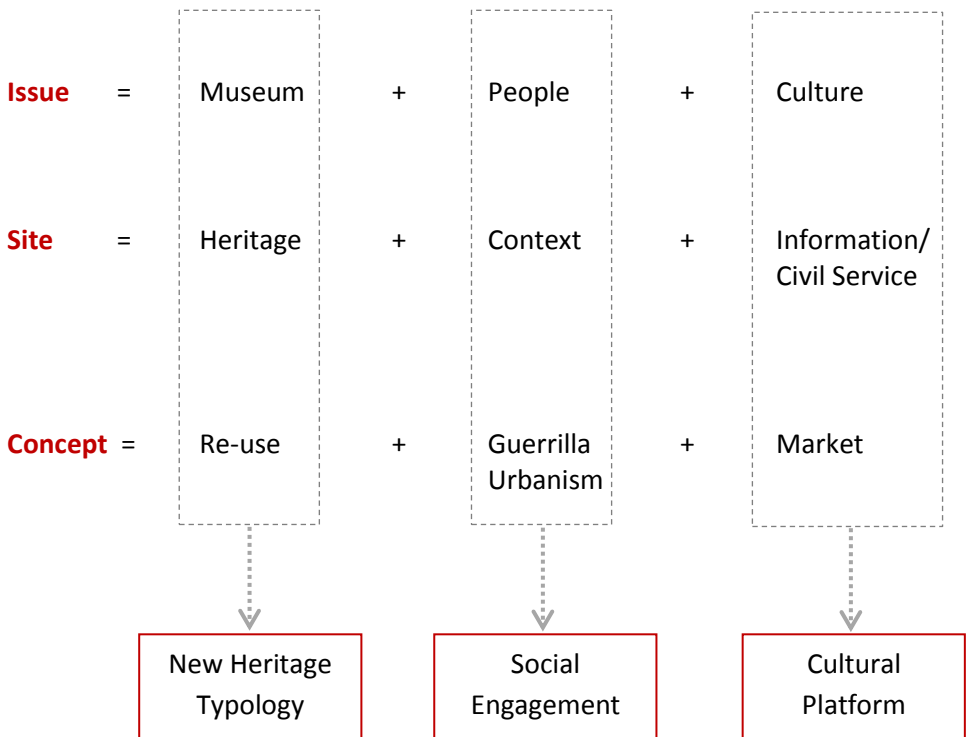 Issue = Museum + People + Culture
Site = Heritage + Context + Information/
Civil Service
Concept = Re-use + Guerrilla + Market
Urbanism
New Heritage Social Cultural
Typology Engagement Platform